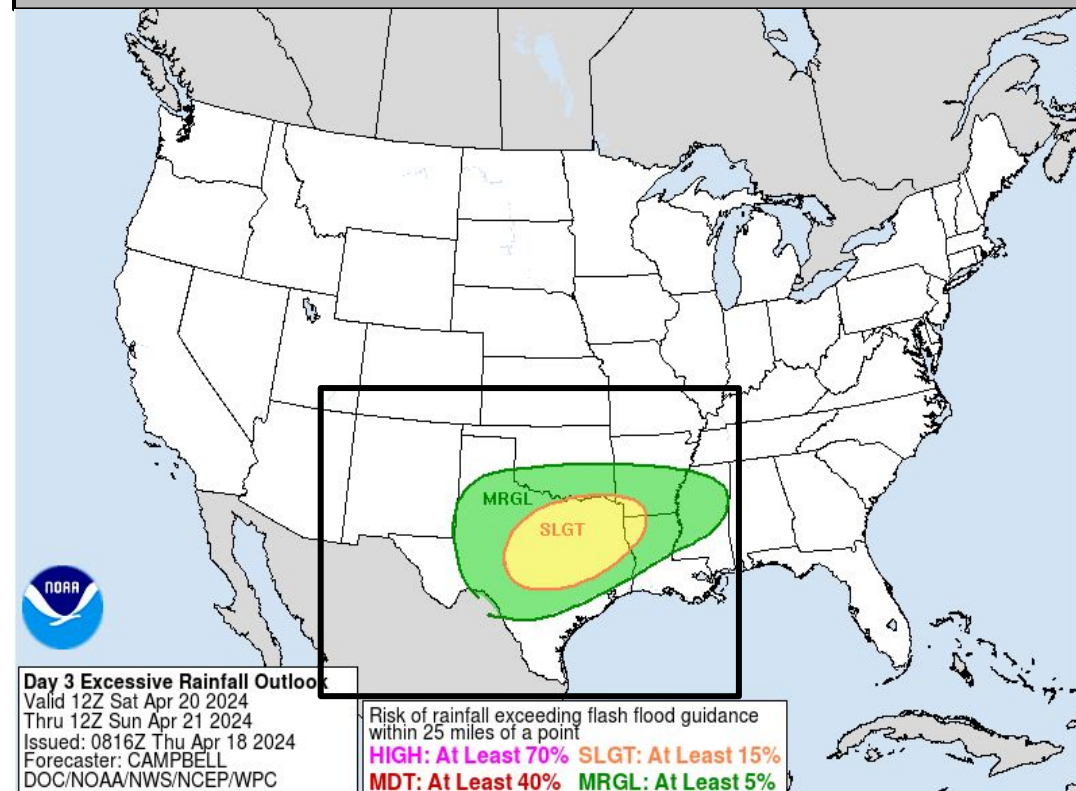 MRGL
SLGT
NOAA
Day 3 Excessive Rainfall Outlook
Valid 12Z Sat Apr 20 2024
Thru 12Z Sun Apr 21 2024
Issued: 0816Z Thu Apr 18 2024
Forecaster: CAMPBELL
DOC/NOAA/NWS/NCEP/WPC
Risk of rainfall exceeding flash flood guidance
within 25 miles of a point
HIGH: At Least 70% SLGT: At Least 15%
MDT: At Least 40% MRGL: At Least 5%